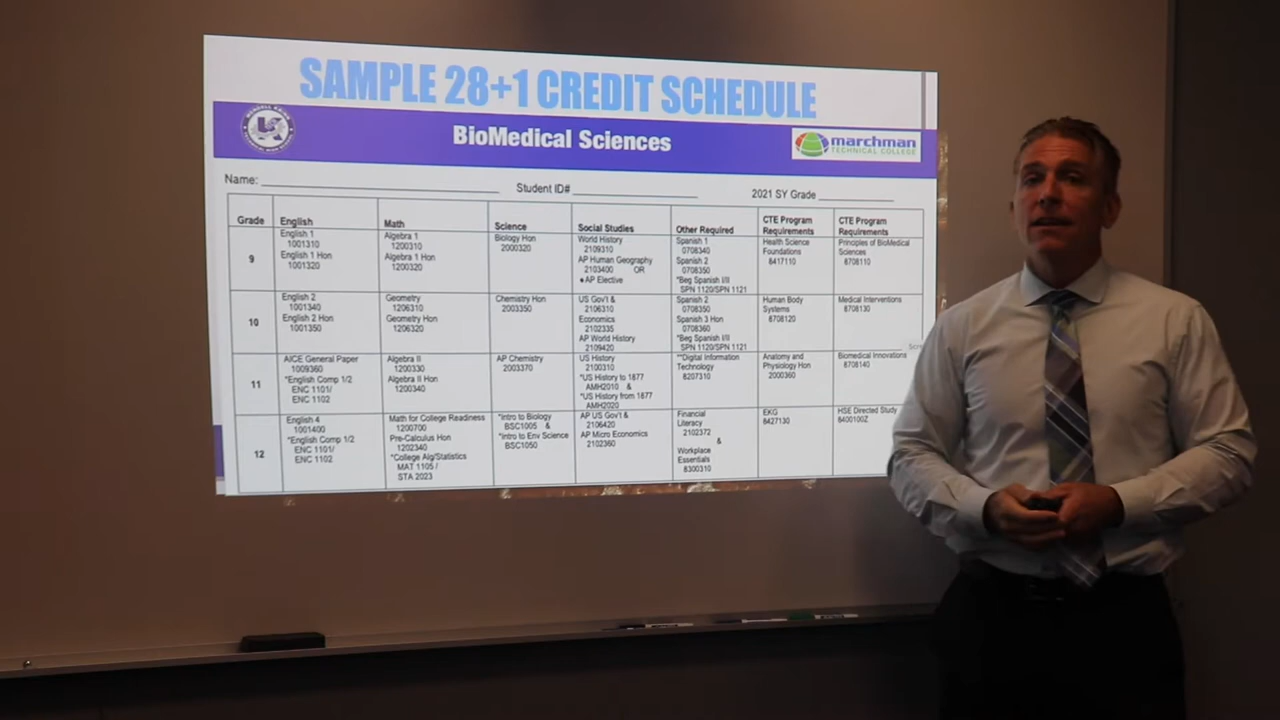 SAMPLE 28+1 CREDIT SCHEDULE
BioMedical Sciences
marchman
TECHNICAL COLLEGE
Name: Student ID# 2021 SY Grade
Grade English Math Science Social Studies Other Required CTE Program Requirements CTE Program Requirements
9
English 1
1001310
English 1 Hon
1001320
Algebra 1
1200310
Algebra 1 Hon
1200320
Biology Hon
2000320
World History
2109310
AP Human Geography
2103400 OR
AP Elective
Spanish 1
0708340
Spanish 2
0708350
*Beg Spanish I/II
SPN 1120/SPN 1121
Health Science
Foundations
8417110
Principles of BioMedical
Sciences
8708110
10
English 2
1001340
English 2 Hon
1001350
Geometry
1206310
Geometry Hon
1206320
Chemistry Hon
2003350
US Gov't &
2106310
Economics
2102335
AP World History
2109420
Spanish 2
0708350
Spanish 3 Hon
0708360
*Beg Spanish I/II
SPN 1120/SPN 1121
Human Body
Systems
8708120
Medical Interventions
8708130
11
AICE General Paper
1009360
*English Comp 1/2
ENC 1101/
ENC 1102
Algebra II
1200330
Algebra II Hon
1200340
AP Chemistry
2003370
US History
2100310
*US History to 1877
AMH2010 &
*US History from 1877
AMH2020
**Digital Information
Technology
8207310
Anatomy and
Physiology Hon
2000360
Biomedical Innovations
8708140
12
English 4
1001400
*English Comp 1/2
ENC 1101/
ENC 1102
Math for College Readiness
1200700
Pre-Calculus Hon
1202340
*College Alg/Statistics
MAT 1105 /
STA 2023
*Intro to Biology
BSC1005 &
*Intro to Env Science
BSC1050
AP US Gov't &
2106420
AP Micro Economics
2102360
Financial
Literacy
2102372
&
Workplace
Essentials
8300310
EKG
8427130
HSE Directed Study
8400100Z